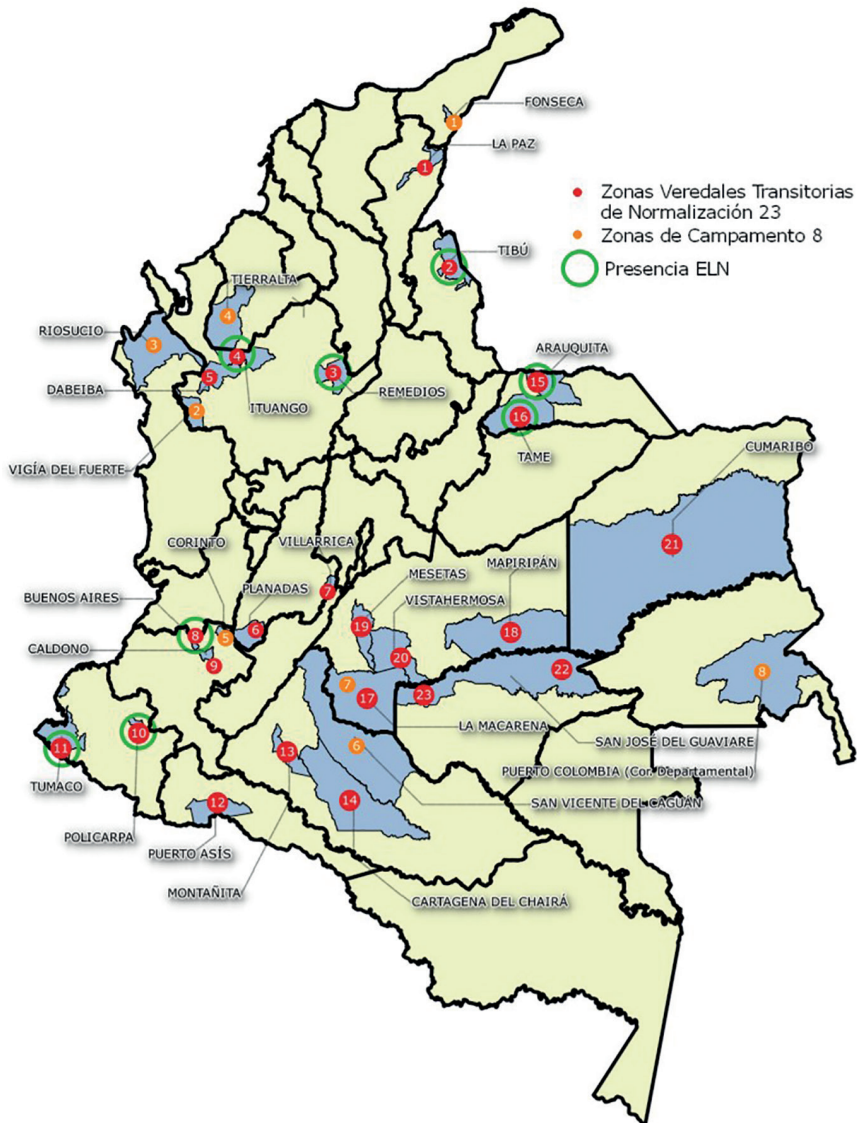 FONSECA
1
LA PAZ
1
Zonas Veredales Transitorias
de Normalización 23
Zonas de Campamento 8
Presencia ELN
TIBÚ
2
TIERRALTA
4
RIOSUCIO
3
ARAUQUITA
4
3
15
5
DABEIBA
ITUANGO
REMEDIOS
2
16
TAME
CUMARIBO
VIGÍA DEL FUERTE
CORINTO
VILLARRICA
21
MESETAS
MAPIRIPÁN
PLANADAS
7
BUENOS AIRES
VISTAHERMOSA
19
18
8
5
6
CALDONO
9
20
22
8
7
23
17
LA MACARENA
10
SAN JOSÉ DEL GUAVIARE
11
13
6
PUERTO COLOMBIA (Cor. Departamental)
TUMACO
12
14
SAN VICENTE DEL CAGUÁN
POLICARPA
PUERTO ASÍS
MONTAÑITA
CARTAGENA DEL CHAIRÁ